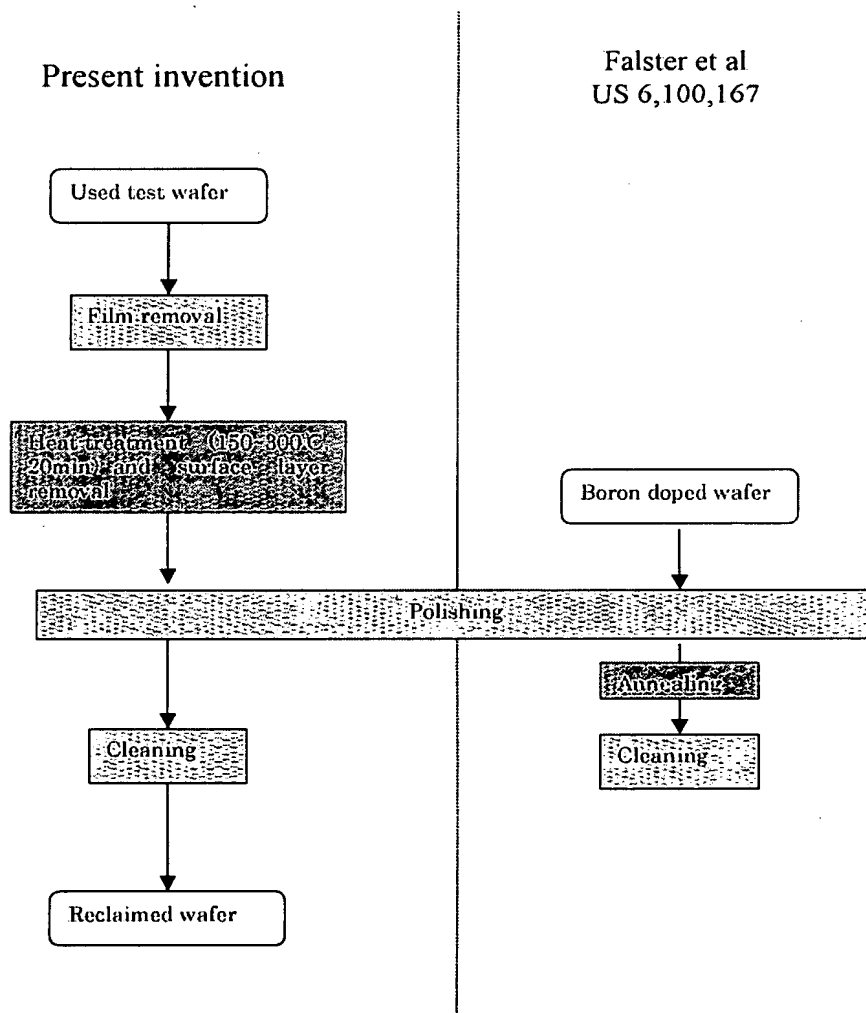 Present invention
Falster et al
US 6,100,167
Used test wafer
Film removal
Heat treatment (150-300℃,
20min) and surface layer
removal
Boron doped wafer
Polishing
Annealing
Cleaning
Cleaning
Reclaimed wafer